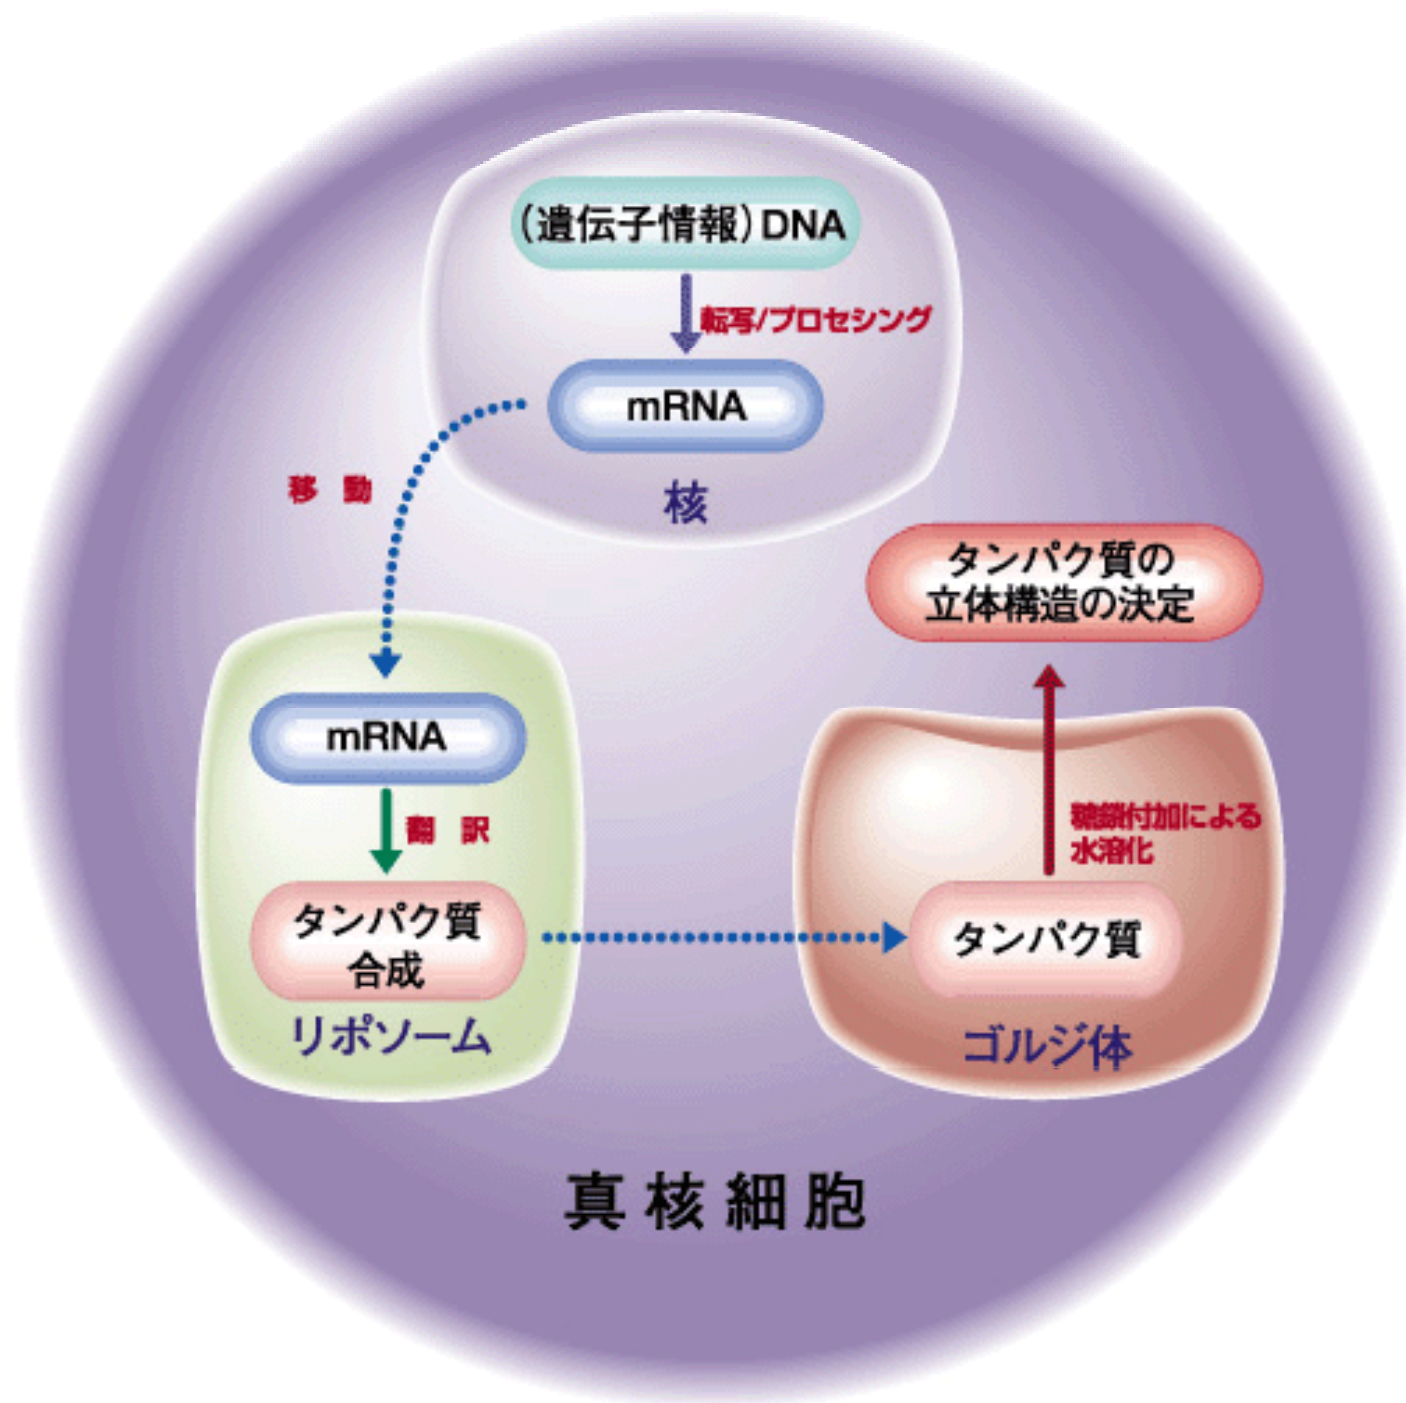 (遺伝子情報)DNA
転写/プロセシング
mRNA
核
移 動
mRNA
翻 訳
タンパク質
合成
リポソーム
タンパク質の
立体構造の決定
糖鎖付加による
水溶化
タンパク質
ゴルジ体
真核細胞